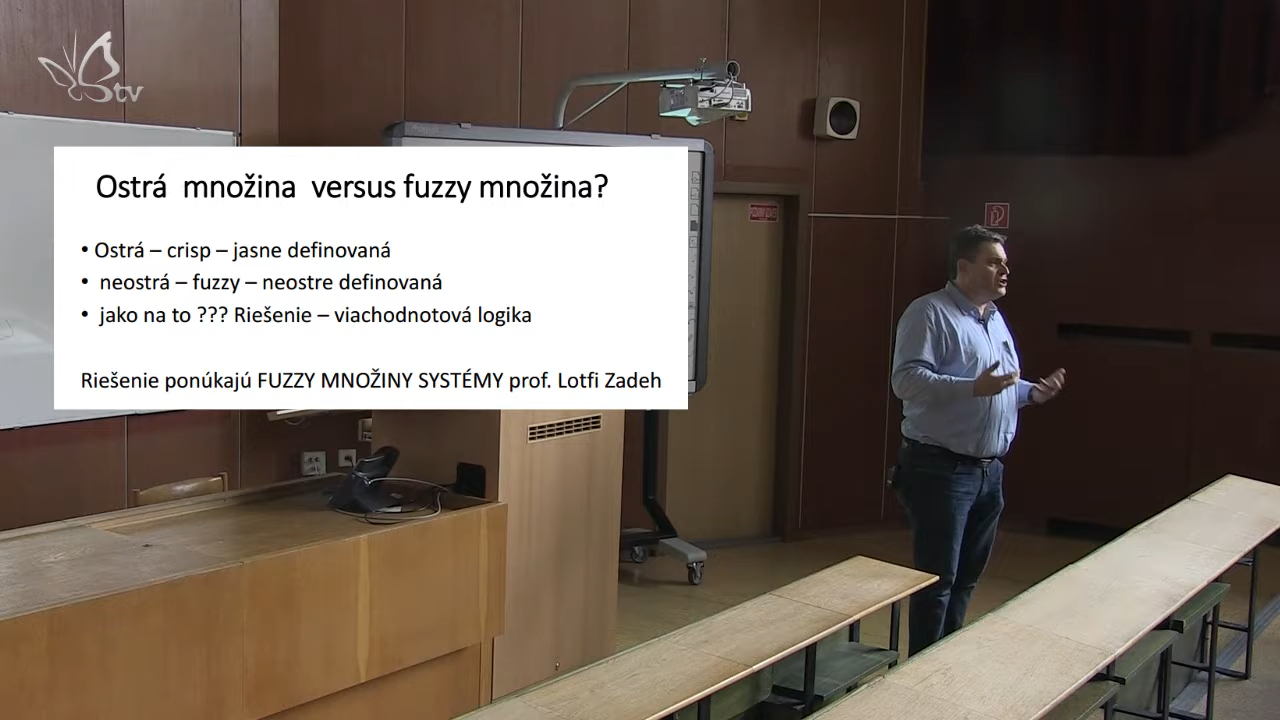 tv
Ostrá množina versus fuzzy množina?
• Ostrá – crisp – jasne definovaná
• neostrá – fuzzy – neostre definovaná
• jako na to ??? Riešenie – viachodnotová logika
Riešenie ponúkajú FUZZY MNOŽINY SYSTÉMY prof. Lotfi Zadeh